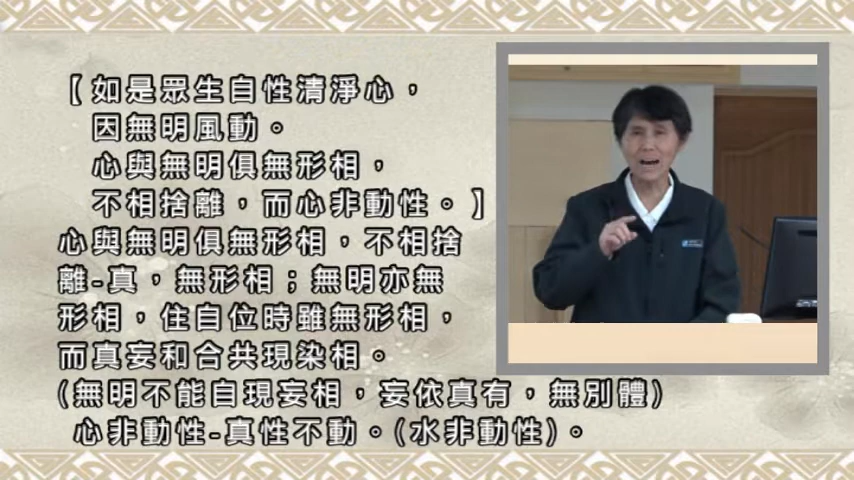 〖如是眾生自性清淨心，
因無明風動。
心與無明俱無形相，
不相捨離，而心非動性。〗
心與無明俱無形相，不相捨
離-真，無形相；無明亦無
形相，住自位時雖無形相，
而真妄和合共現染相。
(無明不能自現妄相，妄依真有，無別體)
心非動性-真性不動。(水非動性)。